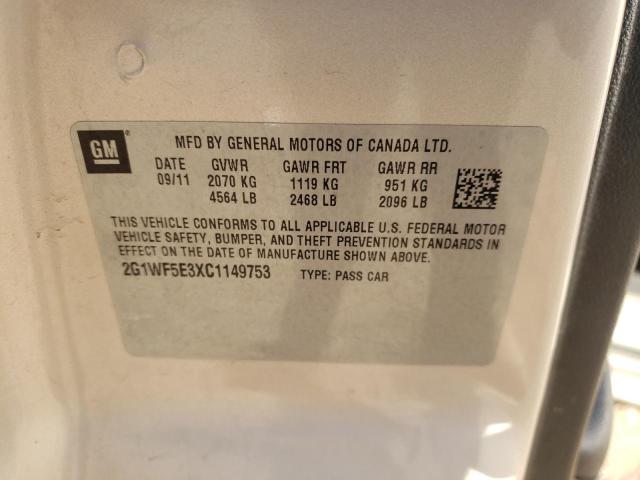 GM ®
MFD BY GENERAL MOTORS OF CANADA LTD.
DATE GVWR GAWR FRT GAWR RR
09/11 2070 KG 1119 KG 951 KG
4564 LB 2468 LB 2096 LB
THIS VEHICLE CONFORMS TO ALL APPLICABLE U.S. FEDERAL MOTOR
VEHICLE SAFETY, BUMPER, AND THEFT PREVENTION STANDARDS IN
EFFECT ON THE DATE OF MANUFACTURE SHOWN ABOVE.
2G1WF5E3XC1149753 TYPE: PASS CAR